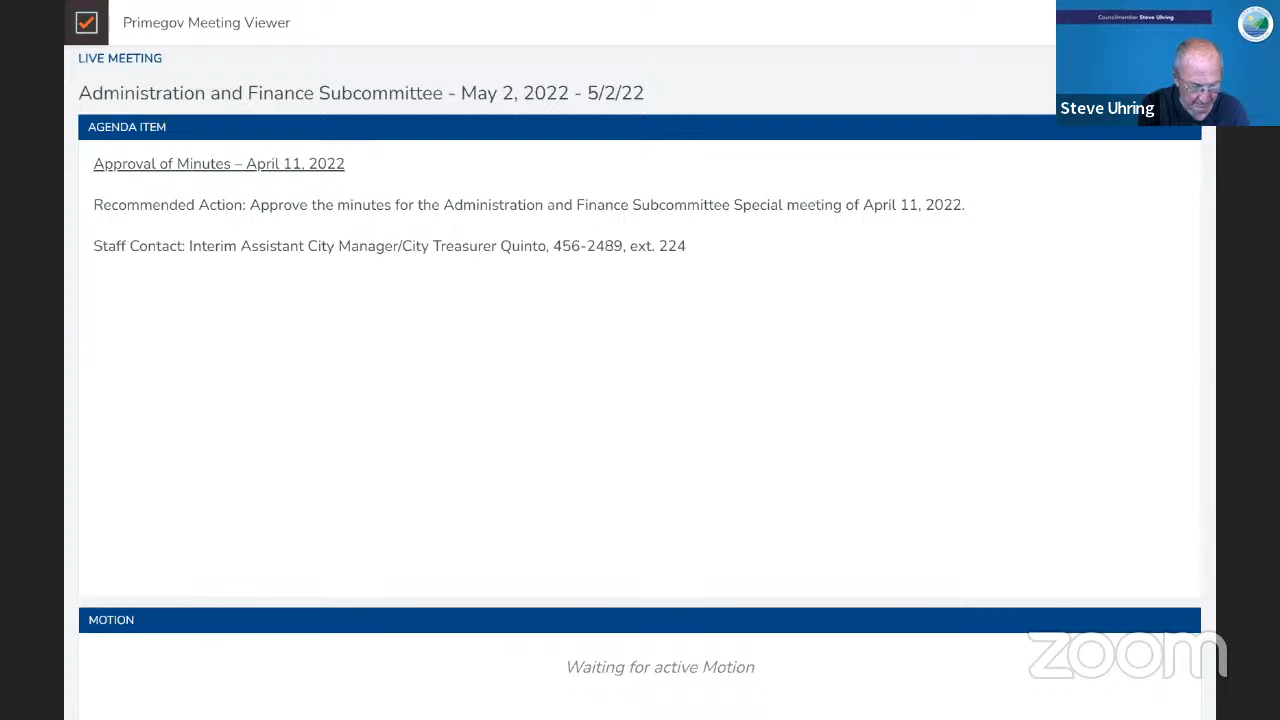 Primegov Meeting Viewer
Councilmember Steve Uhring
LIVE MEETING
Administration and Finance Subcommittee - May 2, 2022 - 5/2/22
Steve Uhring
AGENDA ITEM
Approval of Minutes – April 11, 2022
Recommended Action: Approve the minutes for the Administration and Finance Subcommittee Special meeting of April 11, 2022.
Staff Contact: Interim Assistant City Manager/City Treasurer Quinto, 456-2489, ext. 224
MOTION
Waiting for active Motion
zoom